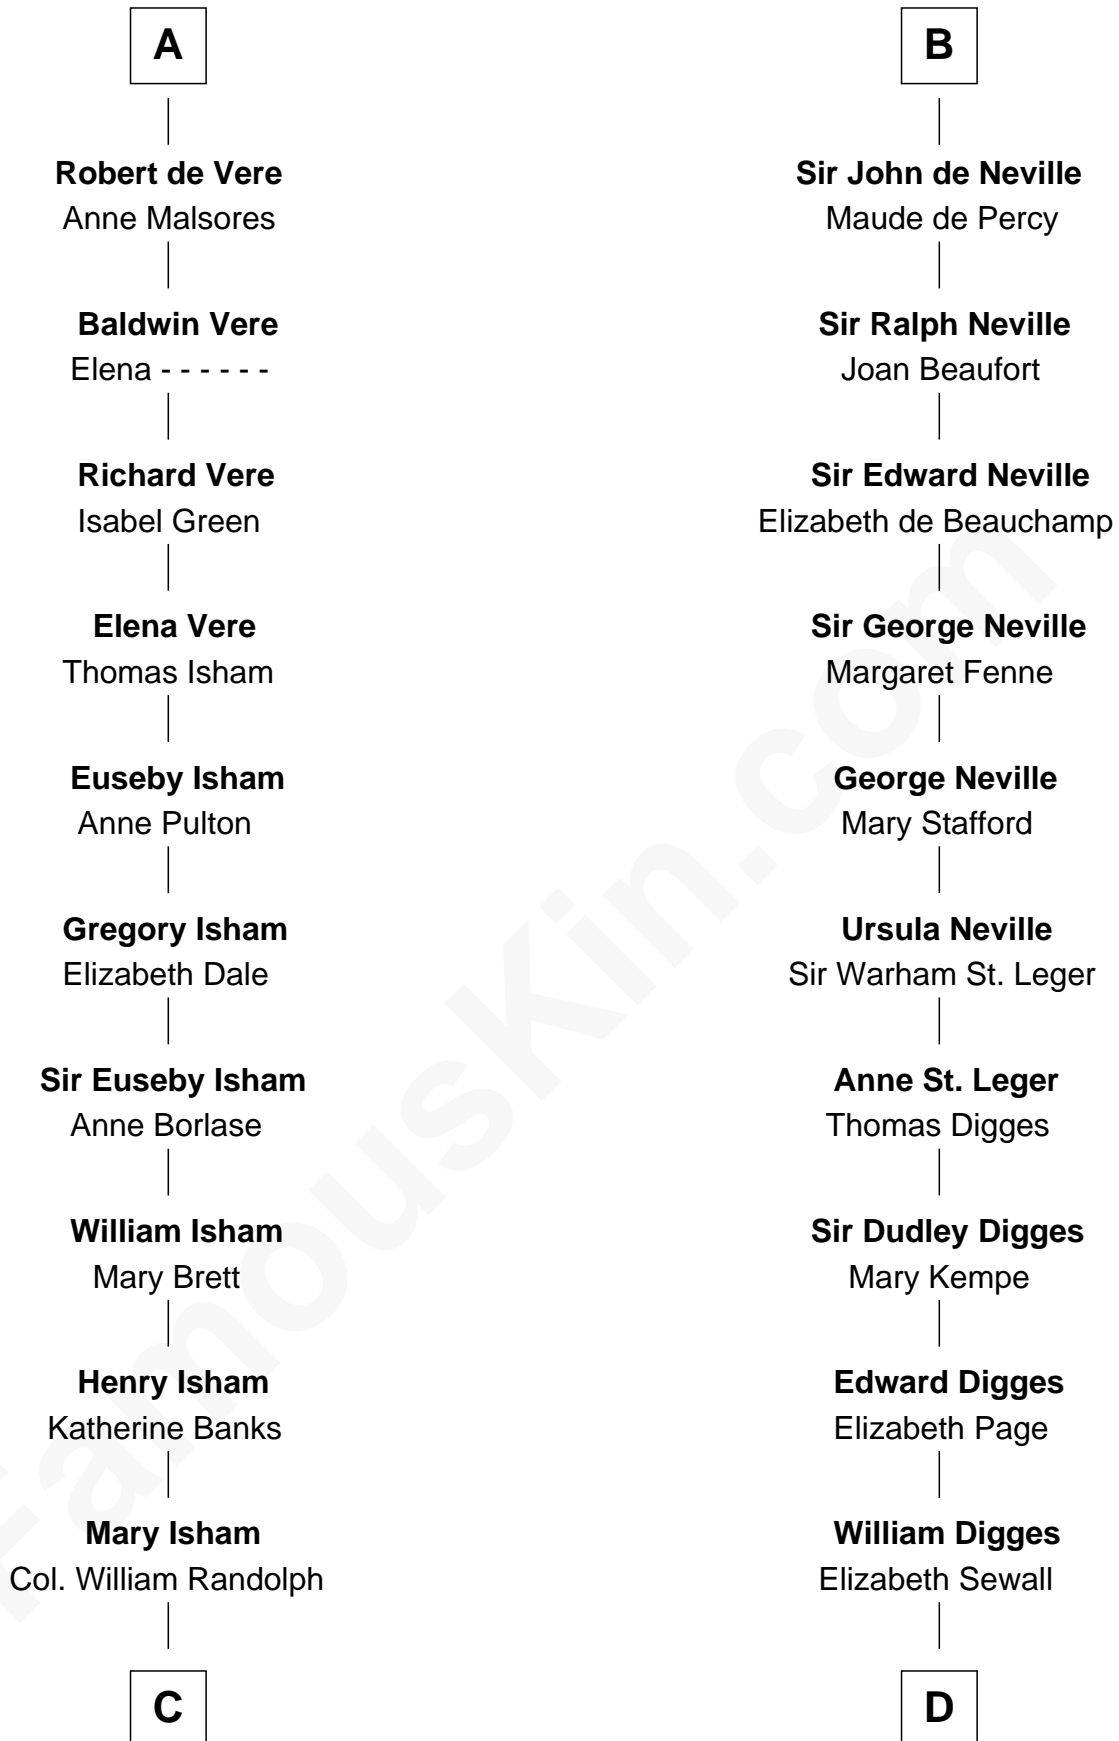 A
Robert de Vere
Anne Malsores
Baldwin Vere
Elena - - - - - -
Richard Vere
Isabel Green
Elena Vere
Thomas Isham
Euseby Isham
Anne Pulton
Gregory Isham
Elizabeth Dale
Sir Euseby Isham
Anne Borlase
William Isham
Mary Brett
Henry Isham
Katherine Banks
Mary Isham
Col. William Randolph
C
B
Sir John de Neville
Maude de Percy
Sir Ralph Neville
Joan Beaufort
Sir Edward Neville
Elizabeth de Beauchamp
Sir George Neville
Margaret Fenne
George Neville
Mary Stafford
Ursula Neville
Sir Warham St. Leger
Anne St. Leger
Thomas Digges
Sir Dudley Digges
Mary Kempe
Edward Digges
Elizabeth Page
William Digges
Elizabeth Sewall
D
FamousKin.com